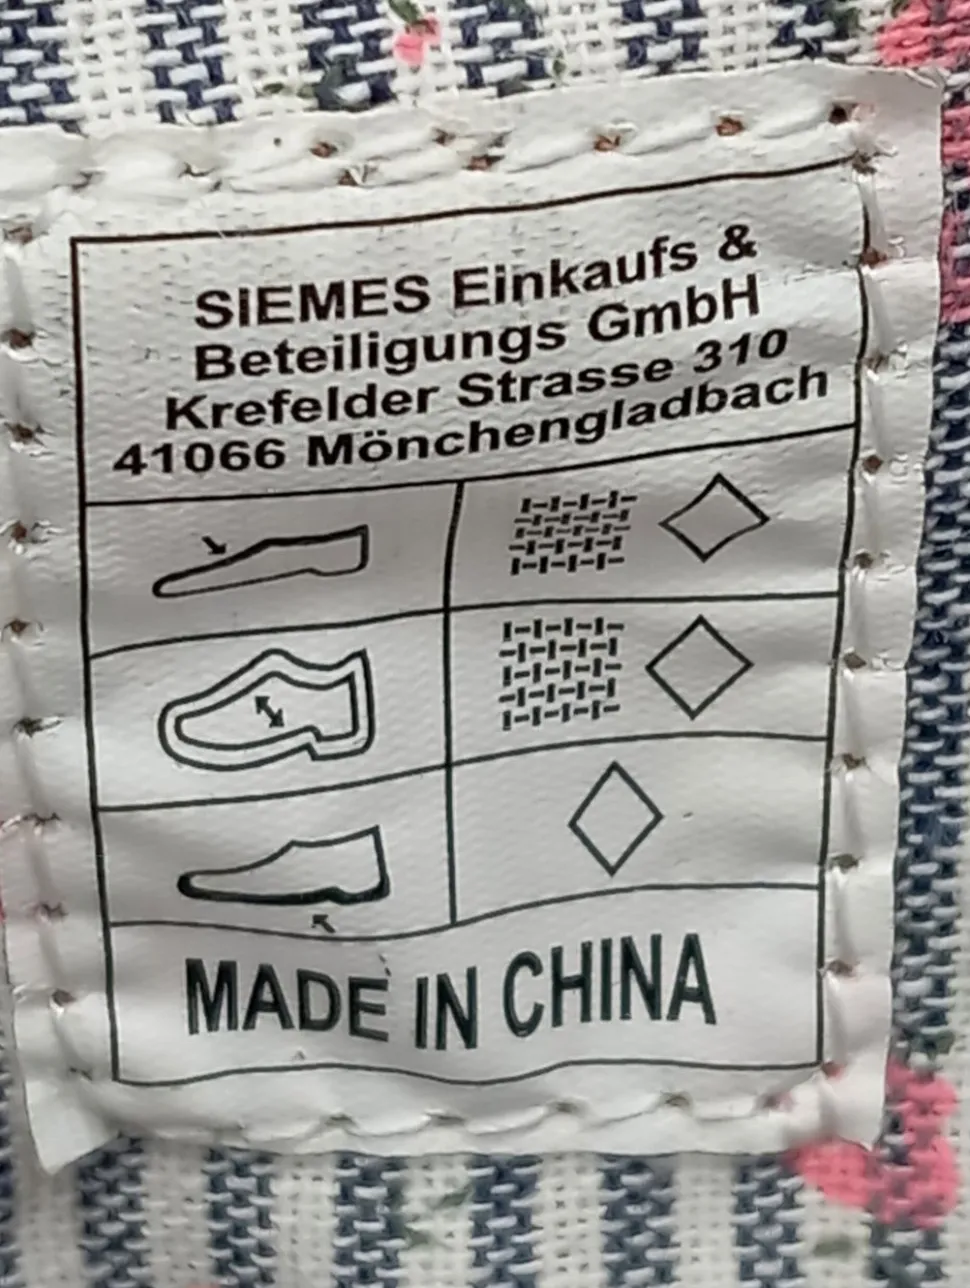 SIEMES Einkaufs &
Beteiligungs GmbH
Krefelder Strasse 310
41066 Mönchengladbach
MADE IN CHINA